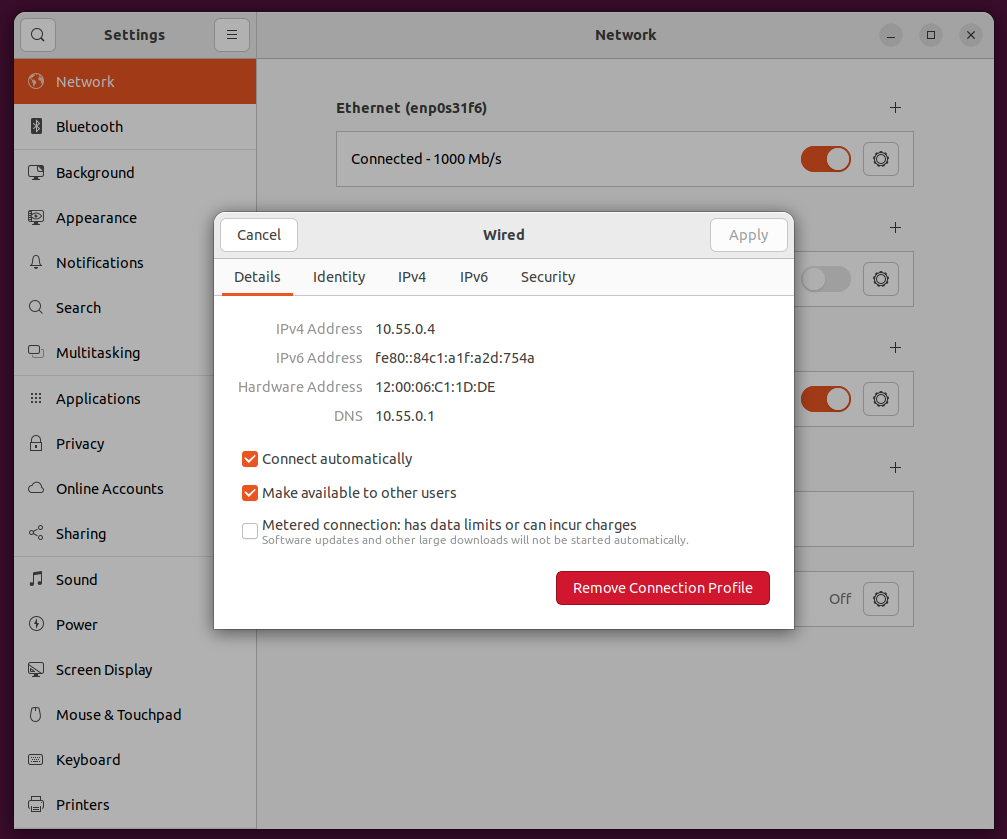 Settings
Network
Network
Bluetooth
Background
Appearance
Notifications
Search
Multitasking
Applications
Privacy
Online Accounts
Sharing
Sound
Power
Screen Display
Mouse & Touchpad
Keyboard
Printers
Ethernet (enp0s31f6)
Connected - 1000 Mb/s
Off
Cancel
Wired
Apply
Details Identity IPv4 IPv6 Security
IPv4 Address 10.55.0.4
IPv6 Address fe80::84c1:a1f:a2d:754a
Hardware Address 12:00:06:C1:1D:DE
DNS 10.55.0.1
Connect automatically
Make available to other users
Metered connection: has data limits or can incur charges
Software updates and other large downloads will not be started automatically.
Remove Connection Profile